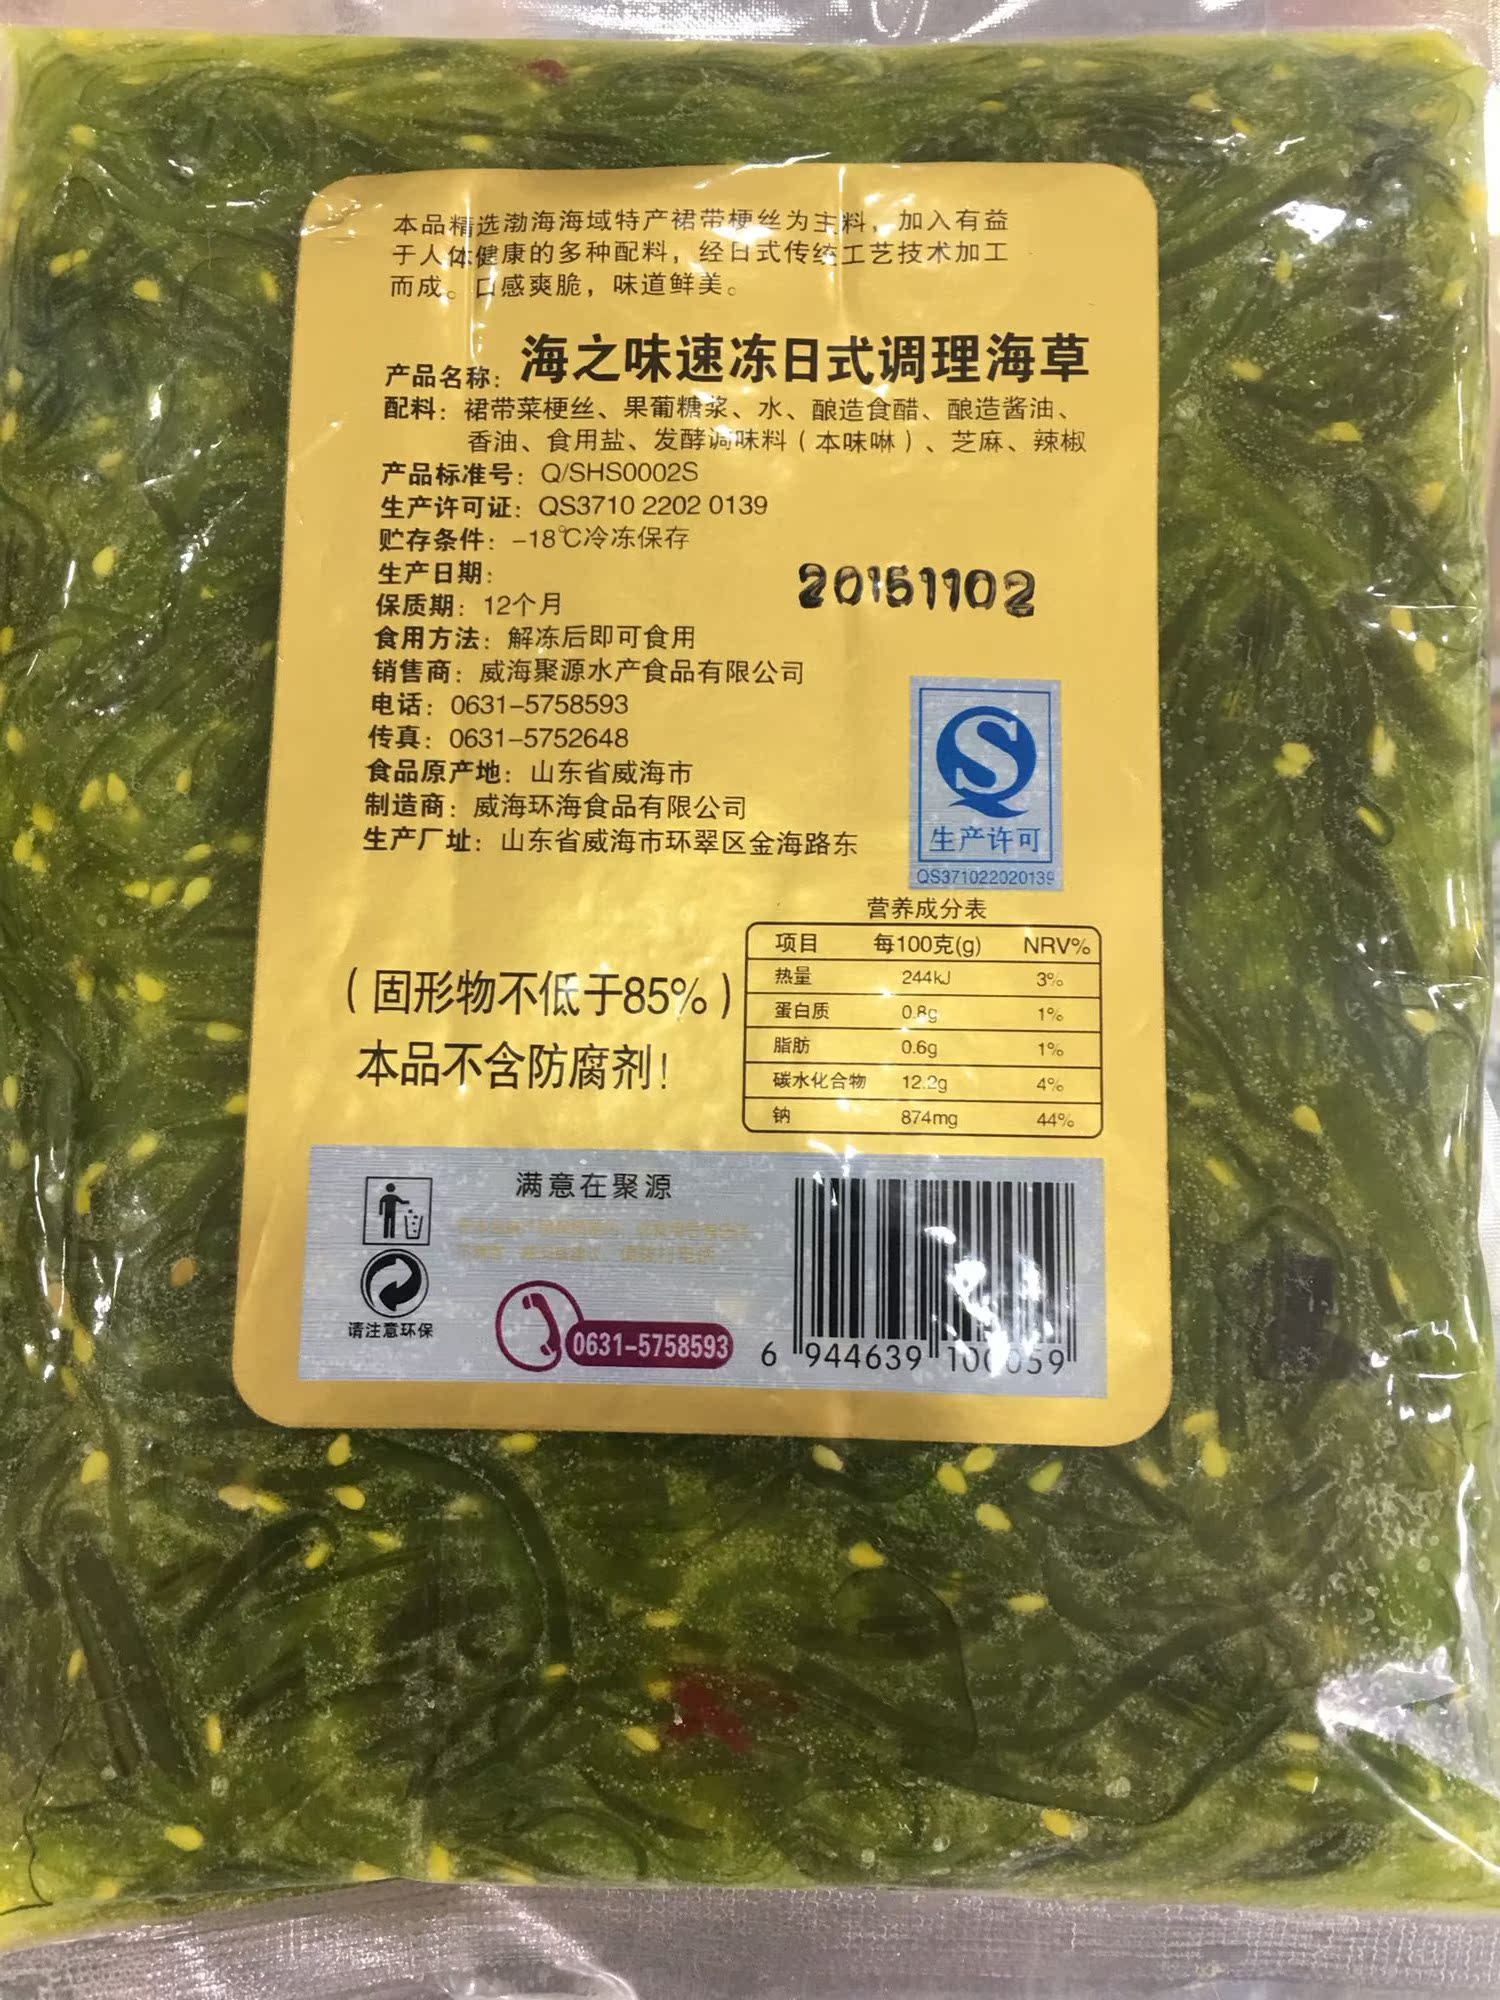 本品精选渤海海域特产裙带梗丝为主料，加入有益
于人体健康的多种配料，经日式传统工艺技术加工
而成。口感爽脆，味道鲜美。
产品名称：海之味速冻日式调理海草
配料：裙带菜梗丝、果葡糖浆、水、酿造食醋、酿造酱油、
香油、食用盐、发酵调味料（本味啉）、芝麻、辣椒
产品标准号：Q/SHS0002S
生产许可证：QS3710 2202 0139
贮存条件：-18℃冷冻保存
生产日期：
20151102
保质期：12个月
食用方法：解冻后即可食用
销售商：威海聚源水产食品有限公司
电话：0631-5758593
传真：0631-5752648
食品原产地：山东省威海市
制造商：威海环海食品有限公司
生产厂址：山东省威海市环翠区金海路东
生产许可
QS371022020139
（固形物不低于85%）
本品不含防腐剂！
营养成分表
项目 每100克(g) NRV%
热量 244kJ 3%
蛋白质 0.8g 1%
脂肪 0.6g 1%
碳水化合物 12.2g 4%
钠 874mg 44%
满意在聚源
请注意环保
0631-5758593
6 944639 100059